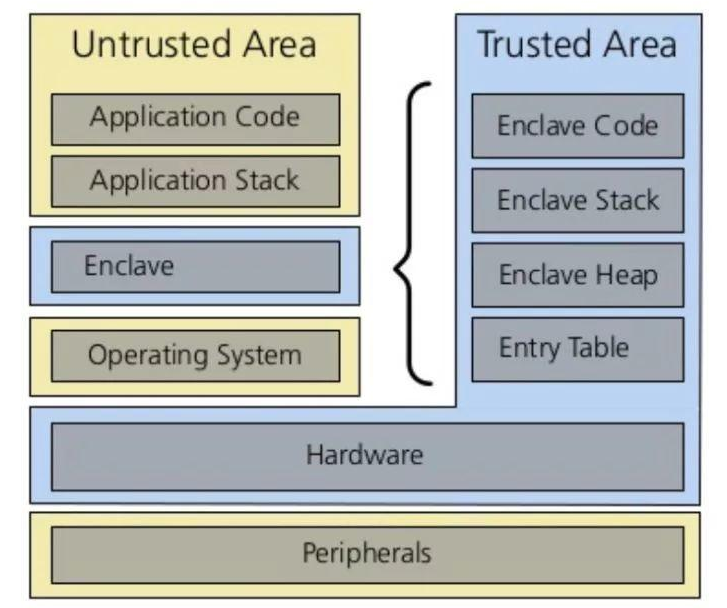 Untrusted Area
Application Code
Application Stack
Enclave
Operating System
Trusted Area
Enclave Code
Enclave Stack
Enclave Heap
Entry Table
Hardware
Peripherals